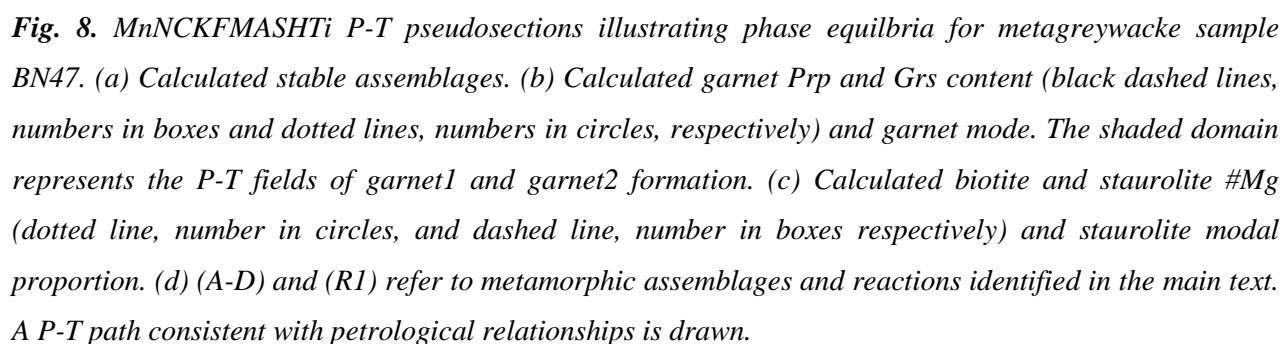 Fig. 8. MnNCKFMASHTi P-T pseudosections illustrating phase equilbria for metagreywacke sample
BN47. (a) Calculated stable assemblages. (b) Calculated garnet Prp and Grs content (black dashed lines,
numbers in boxes and dotted lines, numbers in circles, respectively) and garnet mode. The shaded domain
represents the P-T fields of garnet1 and garnet2 formation. (c) Calculated biotite and staurolite #Mg
(dotted line, number in circles, and dashed line, number in boxes respectively) and staurolite modal
proportion. (d) (A-D) and (R1) refer to metamorphic assemblages and reactions identified in the main text.
A P-T path consistent with petrological relationships is drawn.